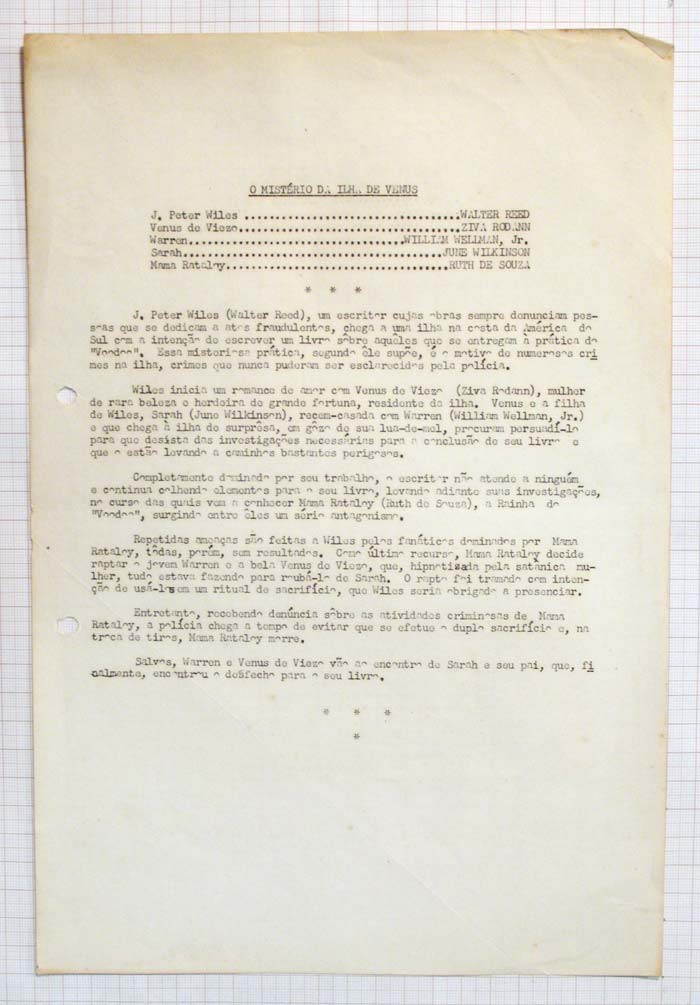 O MISTÉRIO DA ILHA DE VENUS
J. Peter Wiles ....................................WALTER REED
Venus de Viezo.....................................ZIVA RODANN
Warren.................................WILLIAM WELLMAN, Jr.
Sarah........................................JUNE WILKINSON
Mama Rataloy....................................RUTH DE SOUZA
* * *
J. Peter Wiles (Walter Reed), um escritor cujas obras sempre denunciam pes-
soas que se dedicam a atos fraudulentos, chega a uma ilha na costa da América do
Sul com a intenção de escrever um livro sôbre aquêles que se entregam à prática do
"Voodoo". Essa misteriosa prática, segundo êle supõe, é o motivo de numerosos cri
mes na ilha, crimes que nunca puderam ser esclarecidos pela polícia.
Wiles inicia um romance de amor com Venus de Viezo (Ziva Rodann), mulher
de rara beleza e herdeira de grande fortuna, residente da ilha. Venus e a filha
de Wiles, Sarah (June Wilkinson), recem-casada com Warren (William Wellman, Jr.)
e que chega à ilha de surprêsa, em gôzo de sua lua-de-mel, procuram persuadí-lo
para que desista das investigações necessárias para a conclusão de seu livro e
que o estão levando a caminhos bastantes perigosos.
Completamente dominado por seu trabalho, o escritor não atende a ninguém
e continua colhendo elementos para o seu livro, levando adiante suas investigações,
no curso das quais vem a conhecer Mama Rataloy (Ruth de Souza), a Rainha do
"Voodoo", surgindo entre êles um sério antagonismo.
Repetidas ameaças são feitas a Wiles pelos fanáticos dominados por Mama
Rataloy, tôdas, porém, sem resultados. Como último recurso, Mama Rataloy decide
raptar o jovem Warren e a bela Venus de Viezo, que, hipnotizada pela satânica mu-
lher, tudo estava fazendo para roubá-lo de Sarah. O rapto foi tramado com inten-
ção de usá-los em um ritual de sacrifício, que Wiles seria obrigado a presenciar.
Entretanto, recebendo denúncia sôbre as atividades criminosas de Mama
Rataloy, a polícia chega a tempo de evitar que se efetue o duplo sacrifício e, na
troca de tiros, Mama Rataloy morre.
Salvos, Warren e Venus de Viezo vão ao encontro de Sarah e seu pai, que, fi
nalmente, encontrou o desfecho para o seu livro.
* * *
*